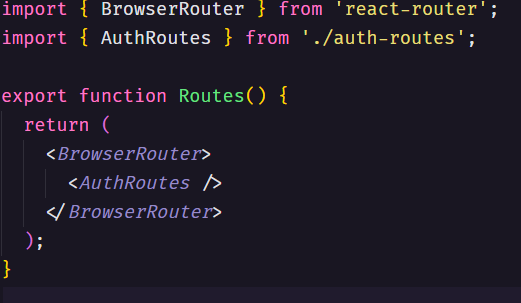 import { BrowserRouter } from 'react-router';
import { AuthRoutes } from './auth-routes';
export function Routes() {
return (
<BrowserRouter>
<AuthRoutes />
</BrowserRouter>
);
}